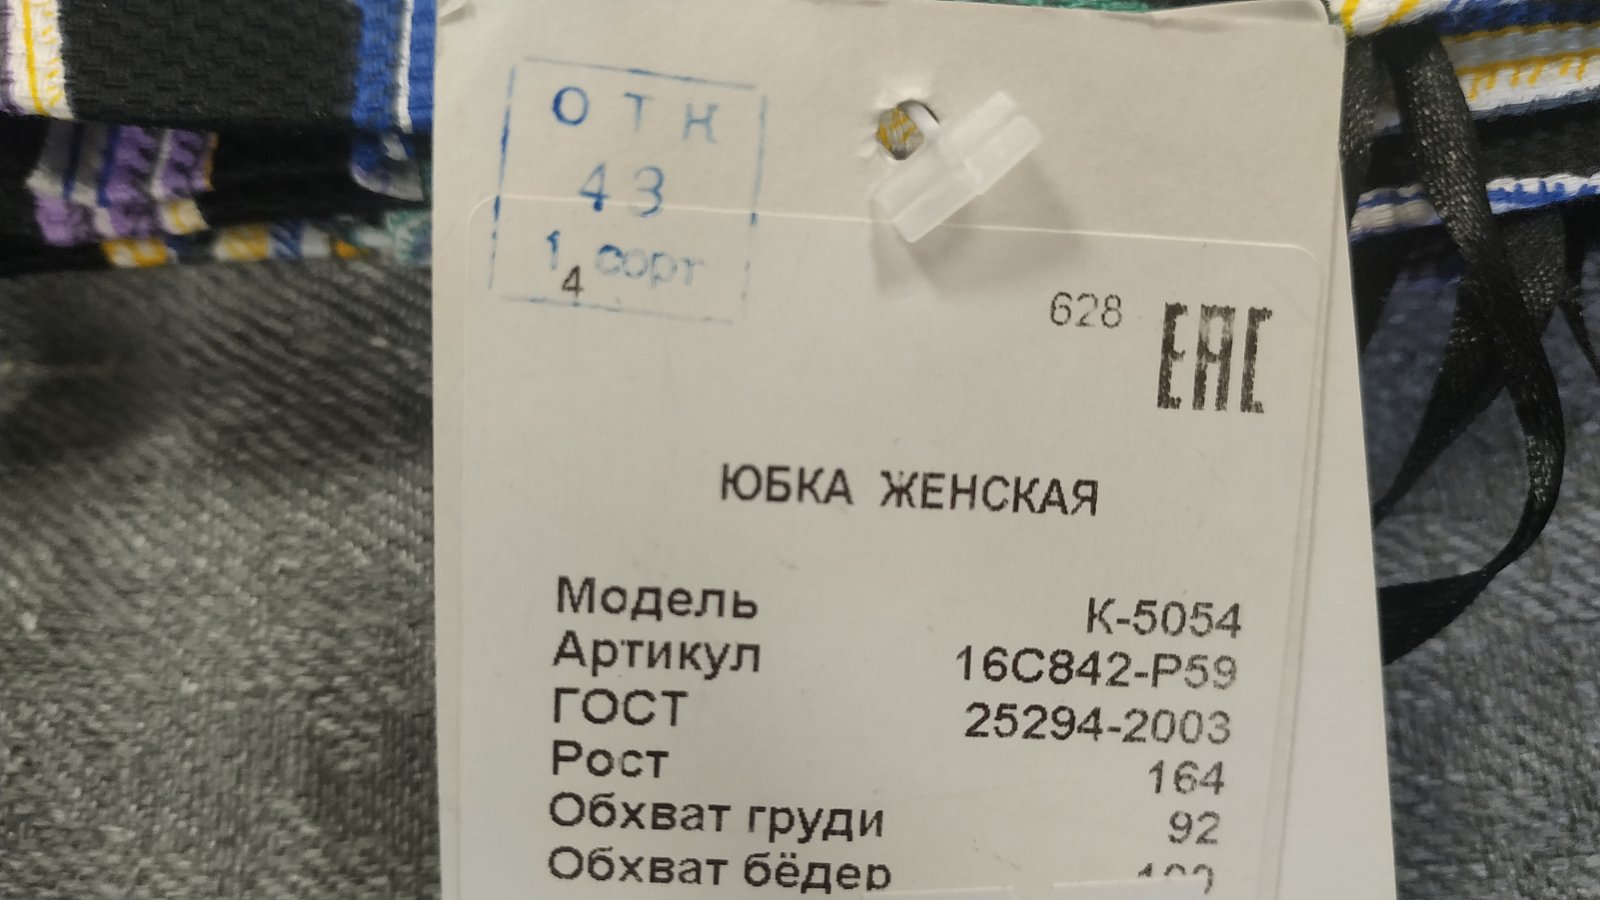 ОТК
43
1 сорт
4
628
ЕАС
ЮБКА ЖЕНСКАЯ
Модель К-5054
Артикул 16С842-Р59
ГОСТ 25294-2003
Рост 164
Обхват груди 92
Обхват бёдер